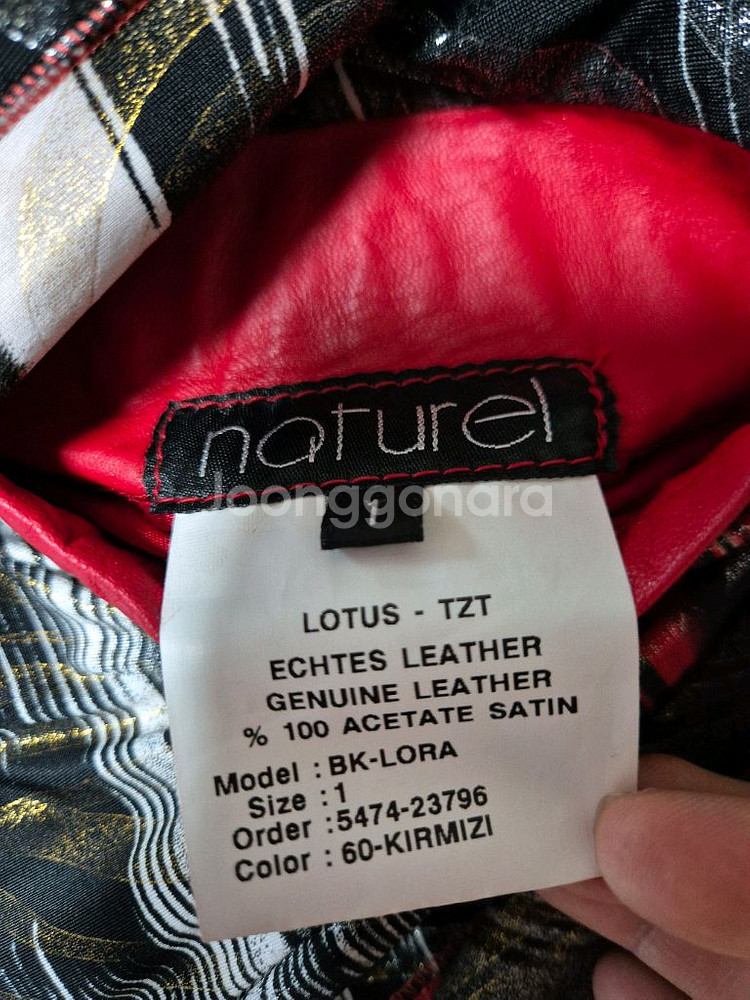 naturel
Joonggonara
1
LOTUS - TZT
ECHTES LEATHER
GENUINE LEATHER
% 100 ACETATE SATIN
Model : BK-LORA
Size : 1
Order : 5474-23796
Color : 60-KIRMIZI